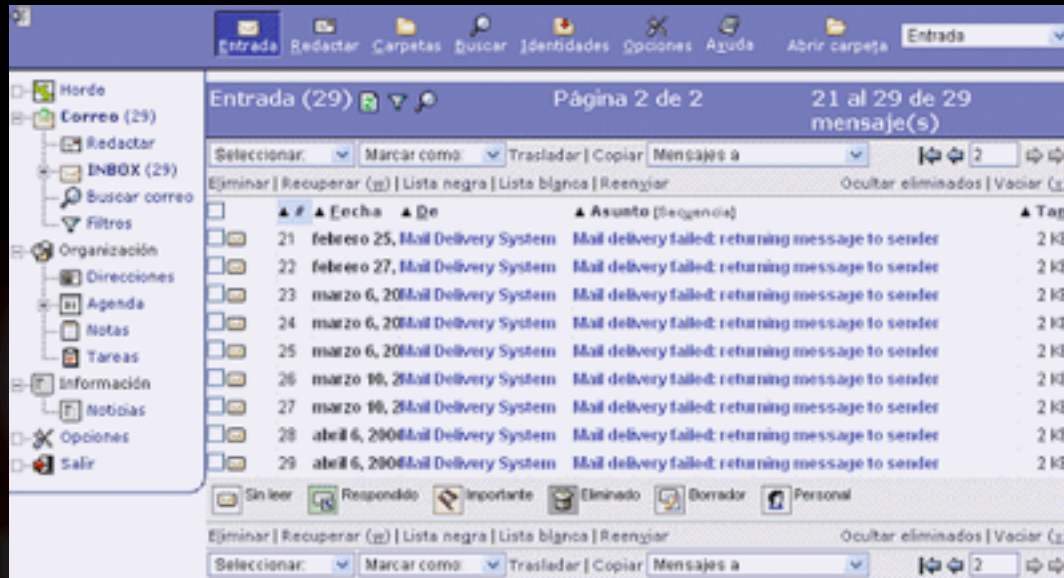 Entrada Redactar Carpetas Buscar Identidades Opciones Ayuda Abrir carpeta Entrada
Horde
Correo (29)
Redactar
INBOX (29)
Buscar correo
Filtros
Organización
Direcciones
Agenda
Notas
Tareas
Información
Noticias
Opciones
Salir
Entrada (29) Página 2 de 2 21 al 29 de 29 mensaje(s)
Seleccionar: Marcar como: Trasladar | Copiar Mensajes a 2
Eliminar | Recuperar (m) | Lista negra | Lista blanca | Reenviar Ocultar eliminados | Vaciar
# Fecha De Asunto [Secuencia]
21 febrero 25, Mail Delivery System Mail delivery failed: returning message to sender 2
22 febrero 27, Mail Delivery System Mail delivery failed: returning message to sender 2
23 marzo 6, 20 Mail Delivery System Mail delivery failed: returning message to sender 2
24 marzo 6, 20 Mail Delivery System Mail delivery failed: returning message to sender 2
25 marzo 6, 20 Mail Delivery System Mail delivery failed: returning message to sender 2
26 marzo 10, 2 Mail Delivery System Mail delivery failed: returning message to sender 2
27 marzo 10, 2 Mail Delivery System Mail delivery failed: returning message to sender 2
28 abril 6, 200 Mail Delivery System Mail delivery failed: returning message to sender 2
29 abril 6, 200 Mail Delivery System Mail delivery failed: returning message to sender 2
Sin leer Respondido Importante Eliminado Borrador Personal
Eliminar | Recuperar (m) | Lista negra | Lista blanca | Reenviar Ocultar eliminados | Vaciar
Seleccionar: Marcar como: Trasladar | Copiar Mensajes a 2